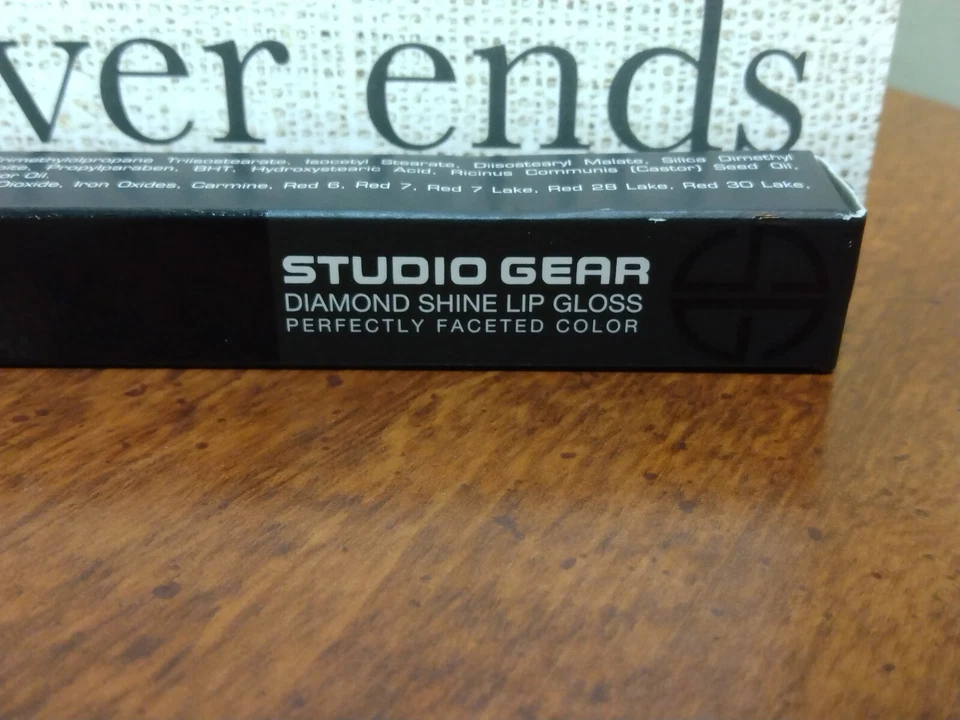 ver ends
Triisostearate, Isocetyl Stearate, Diisostearyl Malate, Silica Dimethyl
Propylparaben, BHT, Hydroxystearic Acid, Ricinus Communis (Castor) Seed Oil,
or Oil.
Dioxide, Iron Oxides, Carmine, Red 6, Red 7, Red 7 Lake, Red 28 Lake, Red 30 Lake,
STUDIO GEAR
DIAMOND SHINE LIP GLOSS
PERFECTLY FACETED COLOR